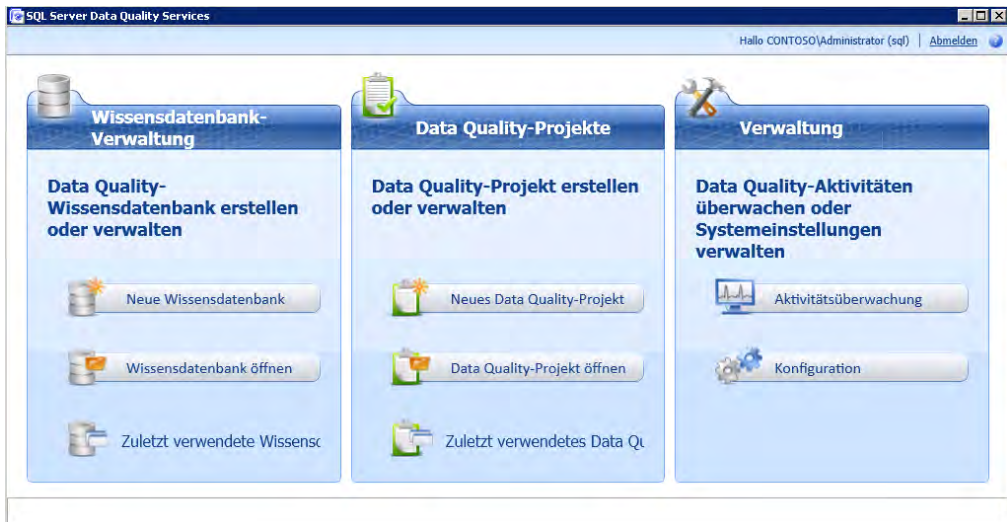 SQL Server Data Quality Services
Hallo CONTOSO\Administrator (sql) | Abmelden
Wissensdatenbank-
Verwaltung
Data Quality-
Wissensdatenbank erstellen
oder verwalten
Neue Wissensdatenbank
Wissensdatenbank öffnen
Zuletzt verwendete Wissensc
Data Quality-Projekte
Data Quality-Projekt erstellen
oder verwalten
Neues Data Quality-Projekt
Data Quality-Projekt öffnen
Zuletzt verwendetes Data Qu
Verwaltung
Data Quality-Aktivitäten
überwachen oder
Systemeinstellungen
verwalten
Aktivitätsüberwachung
Konfiguration